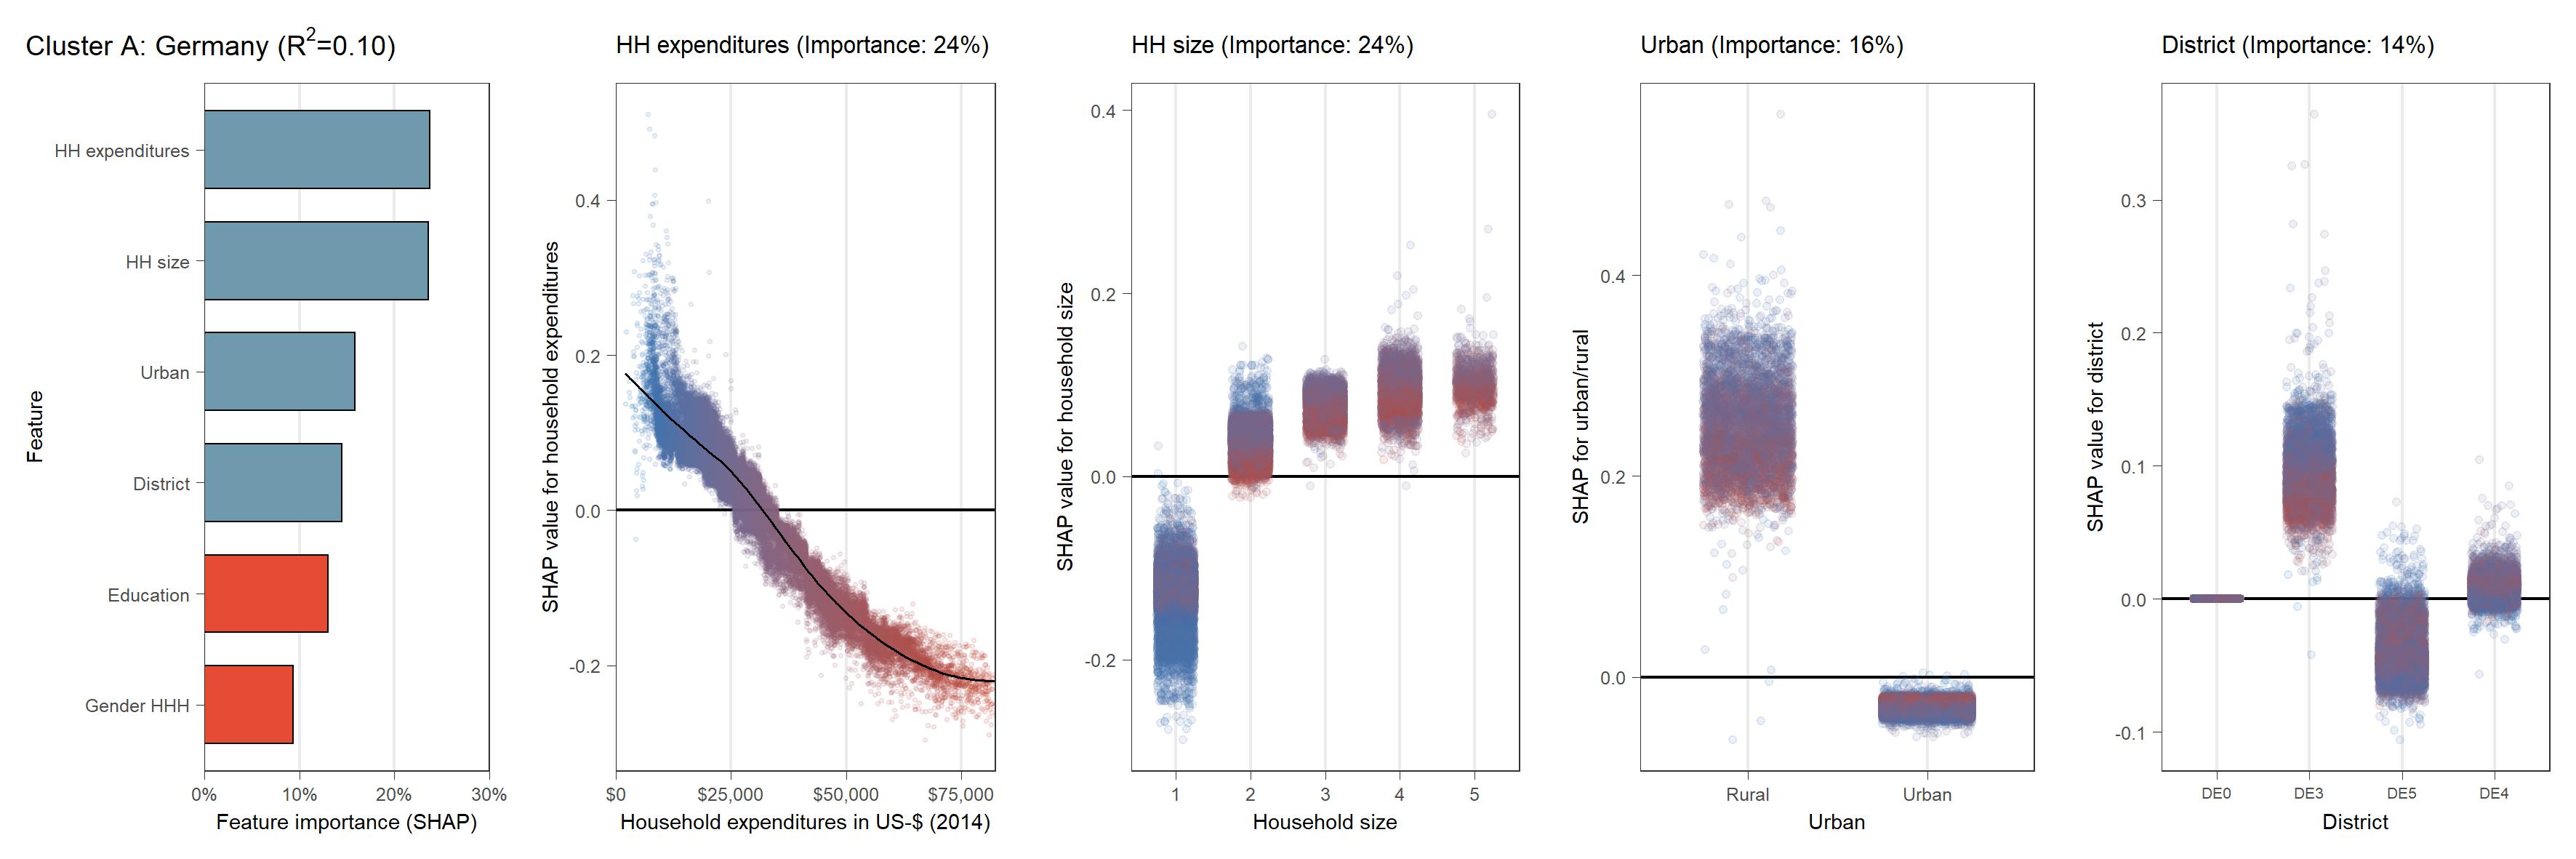 Cluster A: Germany (R²=0.10)
Feature
HH expenditures
HH size
Urban
District
Education
Gender HHH
0% 10% 20% 30%
Feature importance (SHAP)
HH expenditures (Importance: 24%)
SHAP value for household expenditures
0.4
0.2
0.0
-0.2
$0 $25,000 $50,000 $75,000
Household expenditures in US-$ (2014)
HH size (Importance: 24%)
SHAP value for household size
0.4
0.2
0.0
-0.2
1 2 3 4 5
Household size
Urban (Importance: 16%)
SHAP for urban/rural
0.4
0.2
0.0
Rural Urban
Urban
District (Importance: 14%)
SHAP value for district
0.3
0.2
0.1
0.0
-0.1
DE0 DE3 DE5 DE4
District